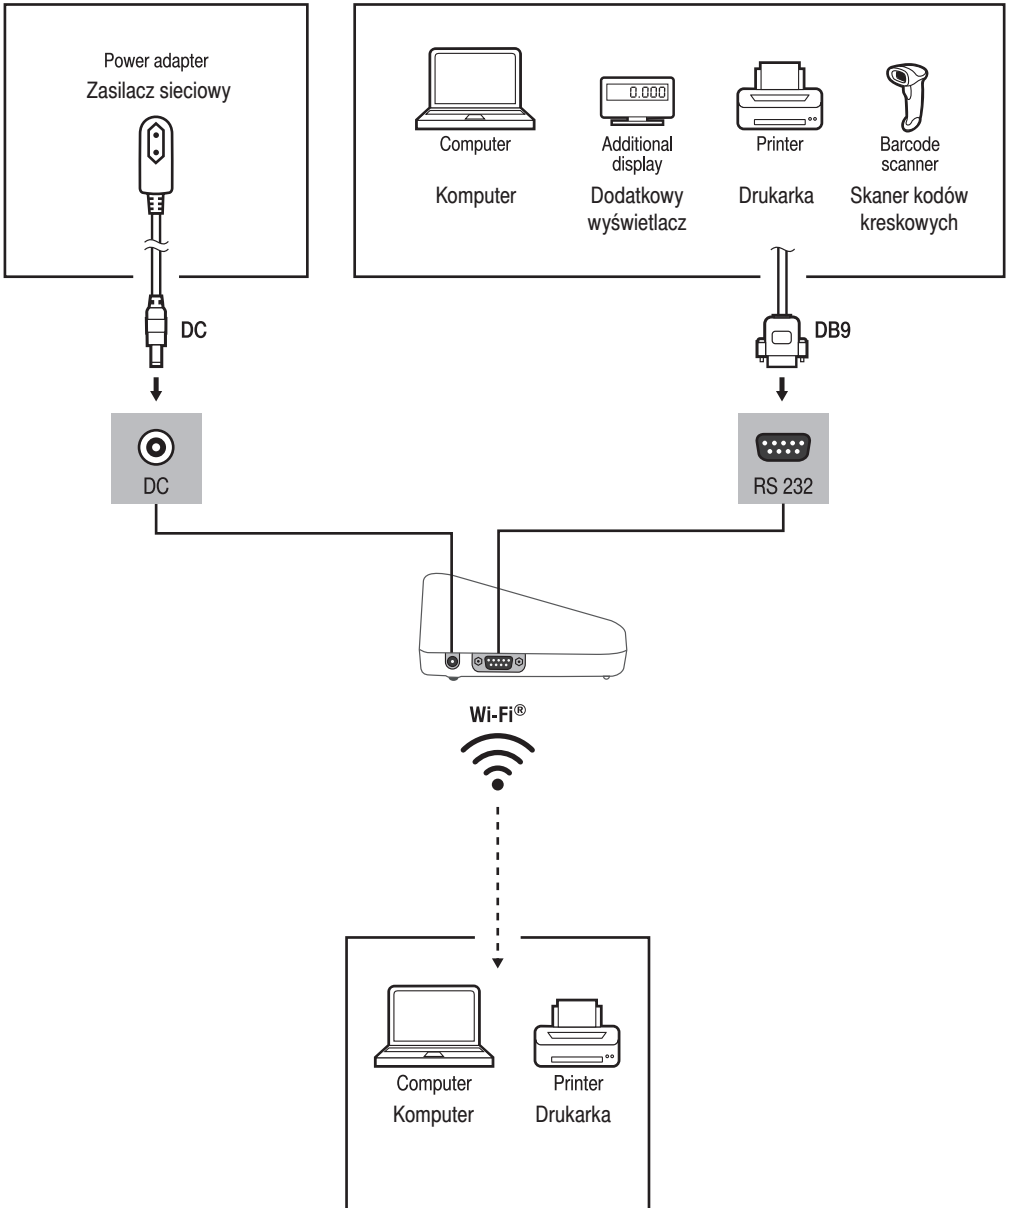 Power adapter
Zasilacz sieciowy
DC
DC
0.000
Computer
Komputer
Additional
display
Dodatkowy
wyświetlacz
Printer
Drukarka
Barcode
scanner
Skaner kodów
kreskowych
DB9
RS 232
Wi-Fi®
Computer
Komputer
Printer
Drukarka